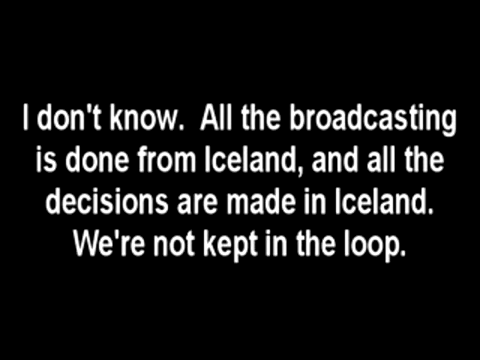 I don't know.  All the broadcasting
is done from Iceland, and all the
decisions are made in Iceland.
We're not kept in the loop.